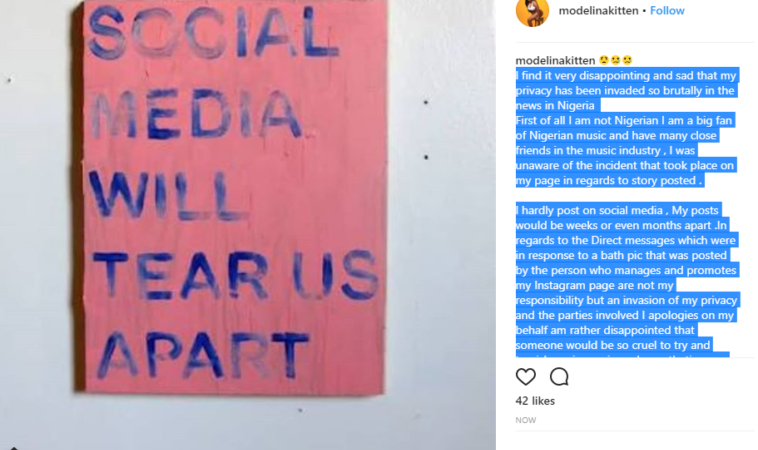 SOCIAL
MEDIA
WILL
TEAR US
APART
modelinakitten • Follow
modelinakitten
I find it very disappointing and sad that my
privacy has been invaded so brutally in the
news in Nigeria
First of all I am not Nigerian I am a big fan
of Nigerian music and have many close
friends in the music industry , I was
unaware of the incident that took place on
my page in regards to story posted .
I hardly post on social media , My posts
would be weeks or even months apart .In
regards to the Direct messages which were
in response to a bath pic that was posted
by the person who manages and promotes
my Instagram page are not my
responsibility but an invasion of my privacy
and the parties involved I apologies on my
behalf am rather disappointed that
someone would be so cruel to try and
42 likes
NOW